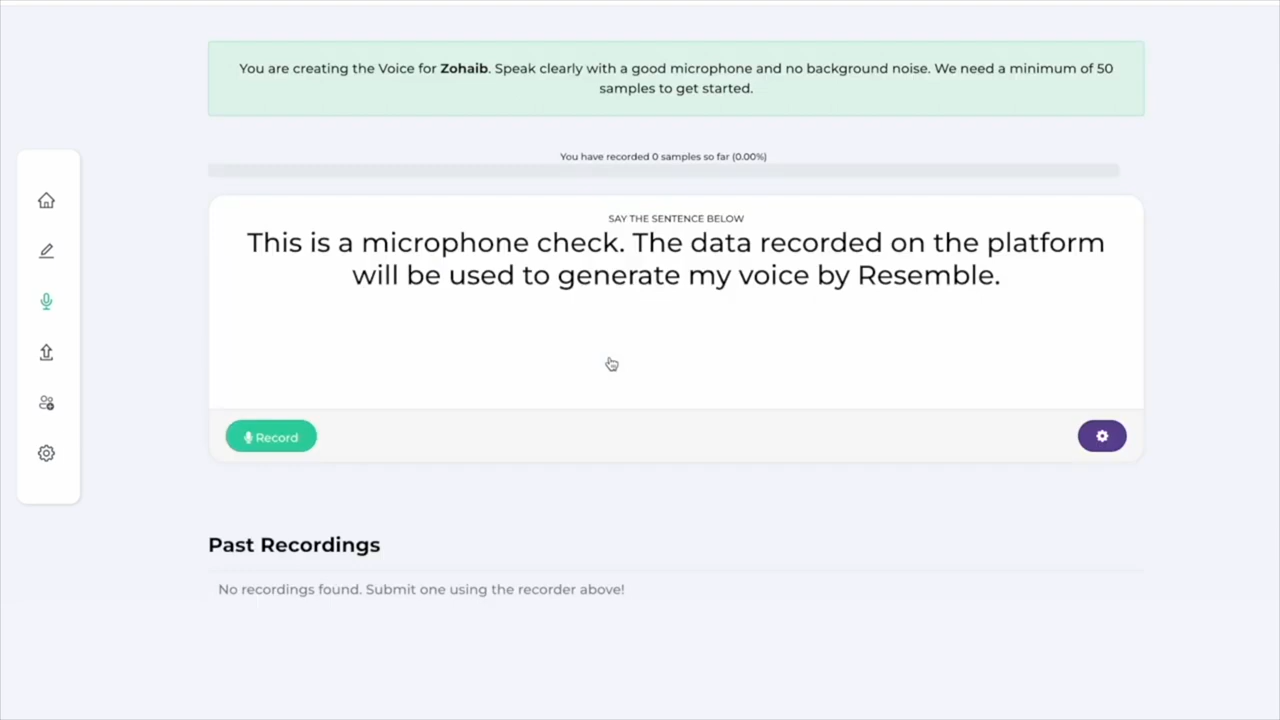 You are creating the Voice for Zohaib. Speak clearly with a good microphone and no background noise. We need a minimum of 50
samples to get started.
You have recorded 0 samples so far (0.00%)
SAY THE SENTENCE BELOW
This is a microphone check. The data recorded on the platform
will be used to generate my voice by Resemble.
Record
Past Recordings
No recordings found. Submit one using the recorder above!